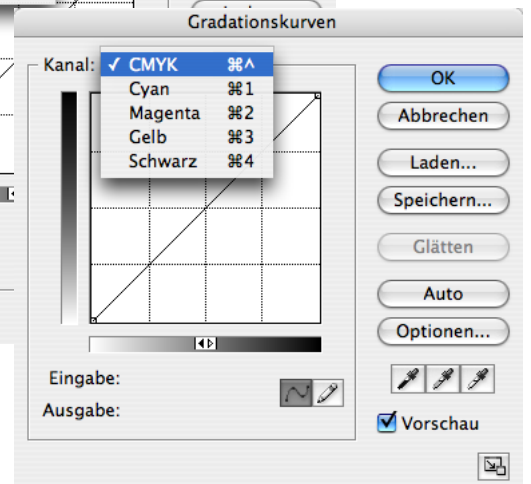 Gradationskurven
Kanal:
✓ CMYK ⌘^
Cyan ⌘1
Magenta ⌘2
Gelb ⌘3
Schwarz ⌘4
OK
Abbrechen
Laden...
Speichern...
Glätten
Auto
Optionen...
Eingabe:
Ausgabe:
Vorschau